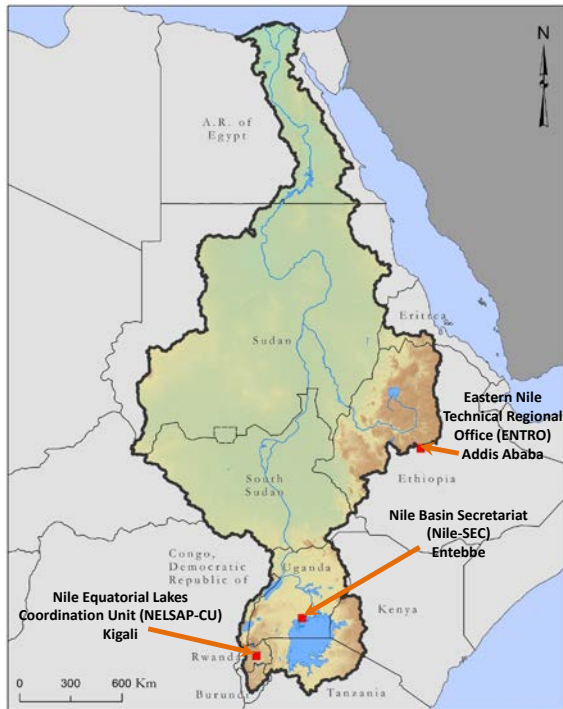 N
A.R. of
Egypt
Eritrea
Sudan
Eastern Nile
Technical Regional
Office (ENTRO)
Addis Ababa
Ethiopia
South
Sudan
Nile Basin Secretariat
(Nile-SEC)
Entebbe
Congo,
Democratic
Republic of
Uganda
Nile Equatorial Lakes
Coordination Unit (NELSAP-CU)
Kigali
Kenya
Rwanda
Burundi
Tanzania
0 300 600 Km